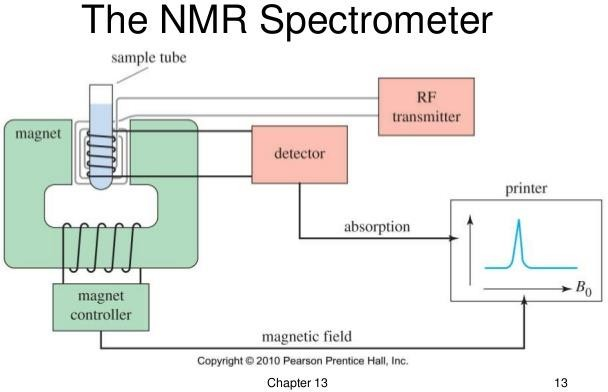 The NMR Spectrometer
sample tube
RF
transmitter
magnet
detector
printer
absorption
B0
magnet
controller
magnetic field
Copyright © 2010 Pearson Prentice Hall, Inc.
Chapter 13
13